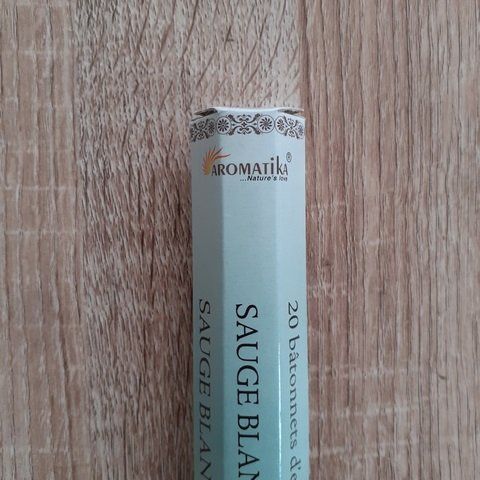 AROMATIKA®
...Nature's love
SAUGE BLAN
SAUGE BLAN
20 bâtonnets d'e